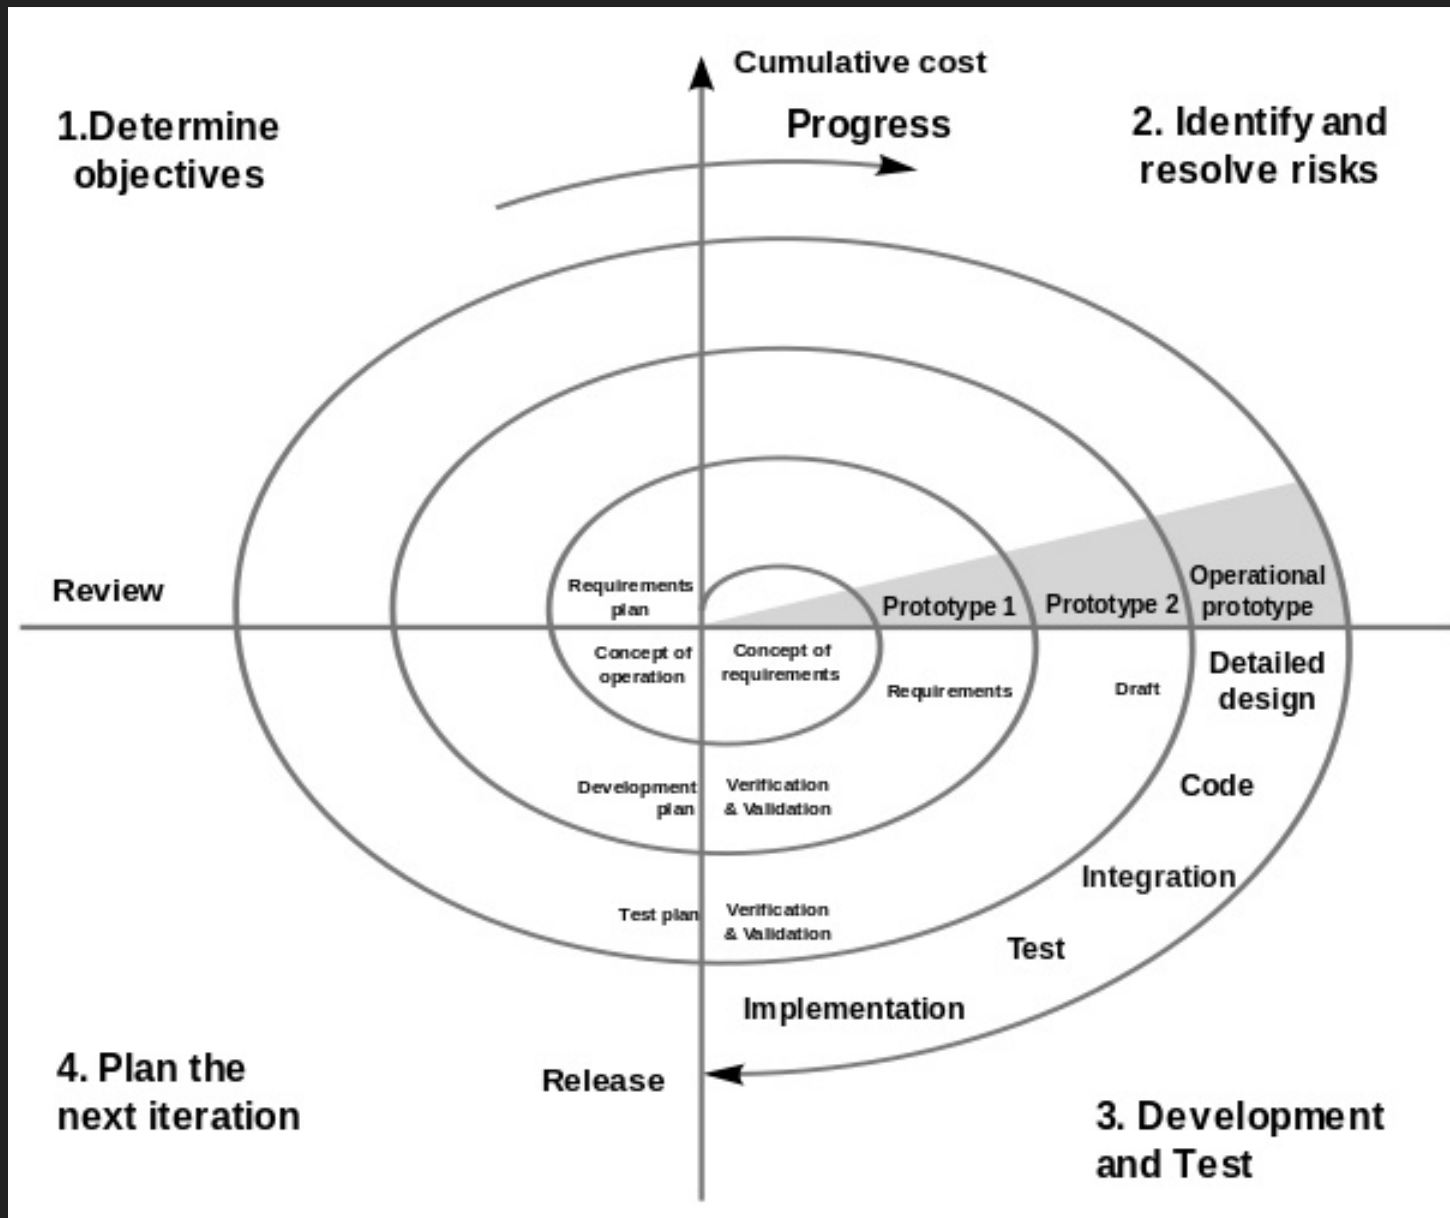 Cumulative cost
1.Determine
objectives
Progress
2. Identify and
resolve risks
Review
Requirements
plan
Prototype 1
Prototype 2
Operational
prototype
Concept of
operation
Concept of
requirements
Requirements
Draft
Detailed
design
Development
plan
Verification
& Validation
Code
Integration
Test plan
Verification
& Validation
Test
Implementation
Release
4. Plan the
next iteration
3. Development
and Test